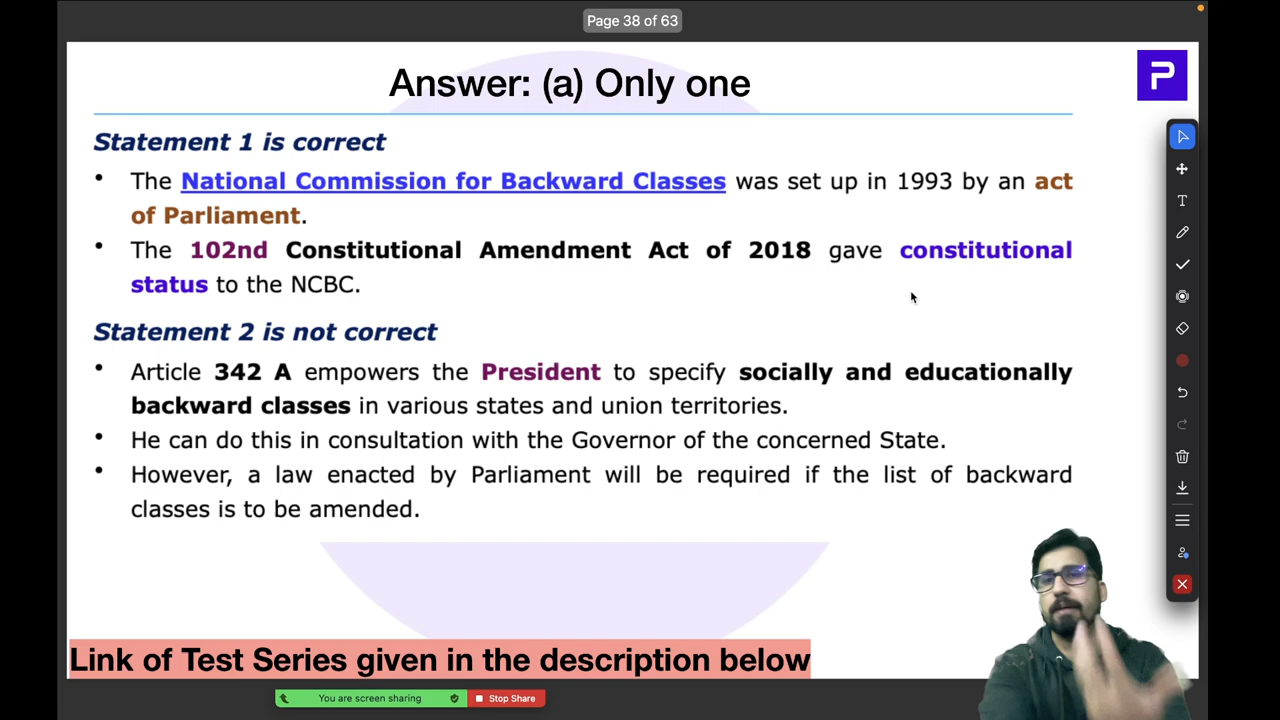 Page 38 of 63
Answer: (a) Only one
P
Statement 1 is correct
• The National Commission for Backward Classes was set up in 1993 by an act
of Parliament.
• The 102nd Constitutional Amendment Act of 2018 gave constitutional
status to the NCBC.
Statement 2 is not correct
• Article 342 A empowers the President to specify socially and educationally
backward classes in various states and union territories.
• He can do this in consultation with the Governor of the concerned State.
• However, a law enacted by Parliament will be required if the list of backward
classes is to be amended.
Link of Test Series given in the description below
You are screen sharing
Stop Share